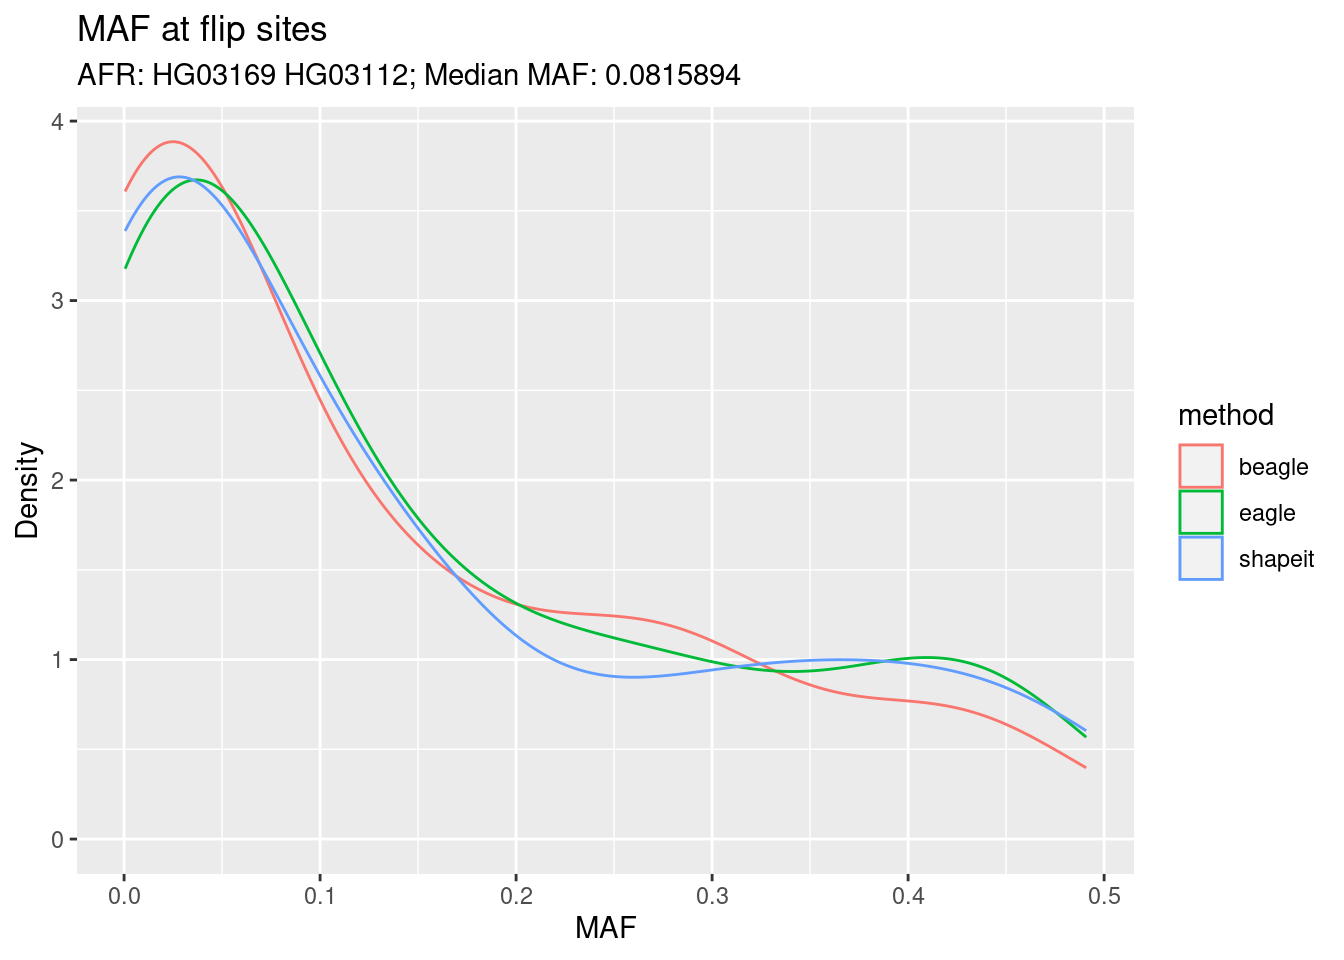 MAF at flip sites
AFR: HG03169 HG03112; Median MAF: 0.0815894
4
3
2
1
0
Density
0.0 0.1 0.2 0.3 0.4 0.5
MAF
method
beagle
eagle
shapeit